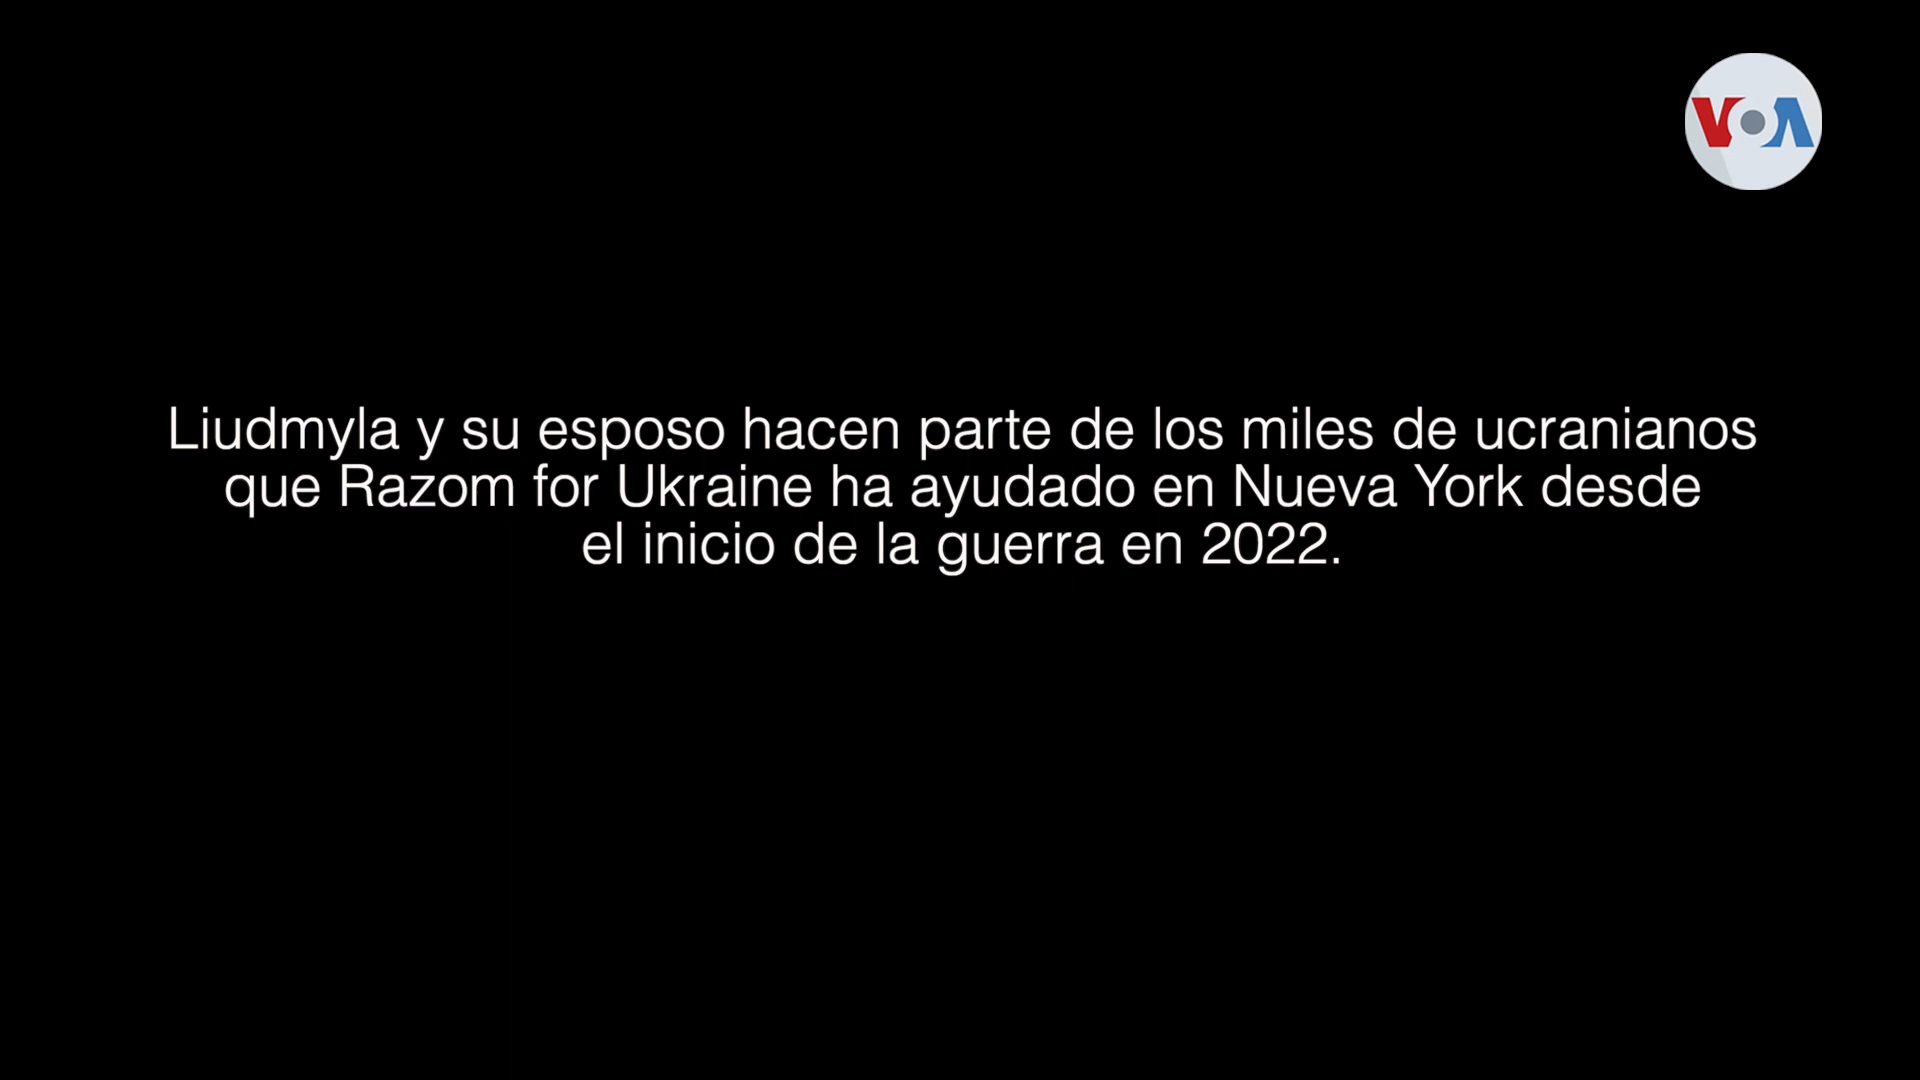 VOA
Liudmyla y su esposo hacen parte de los miles de ucranianos
que Razom for Ukraine ha ayudado en Nueva York desde
el inicio de la guerra en 2022.